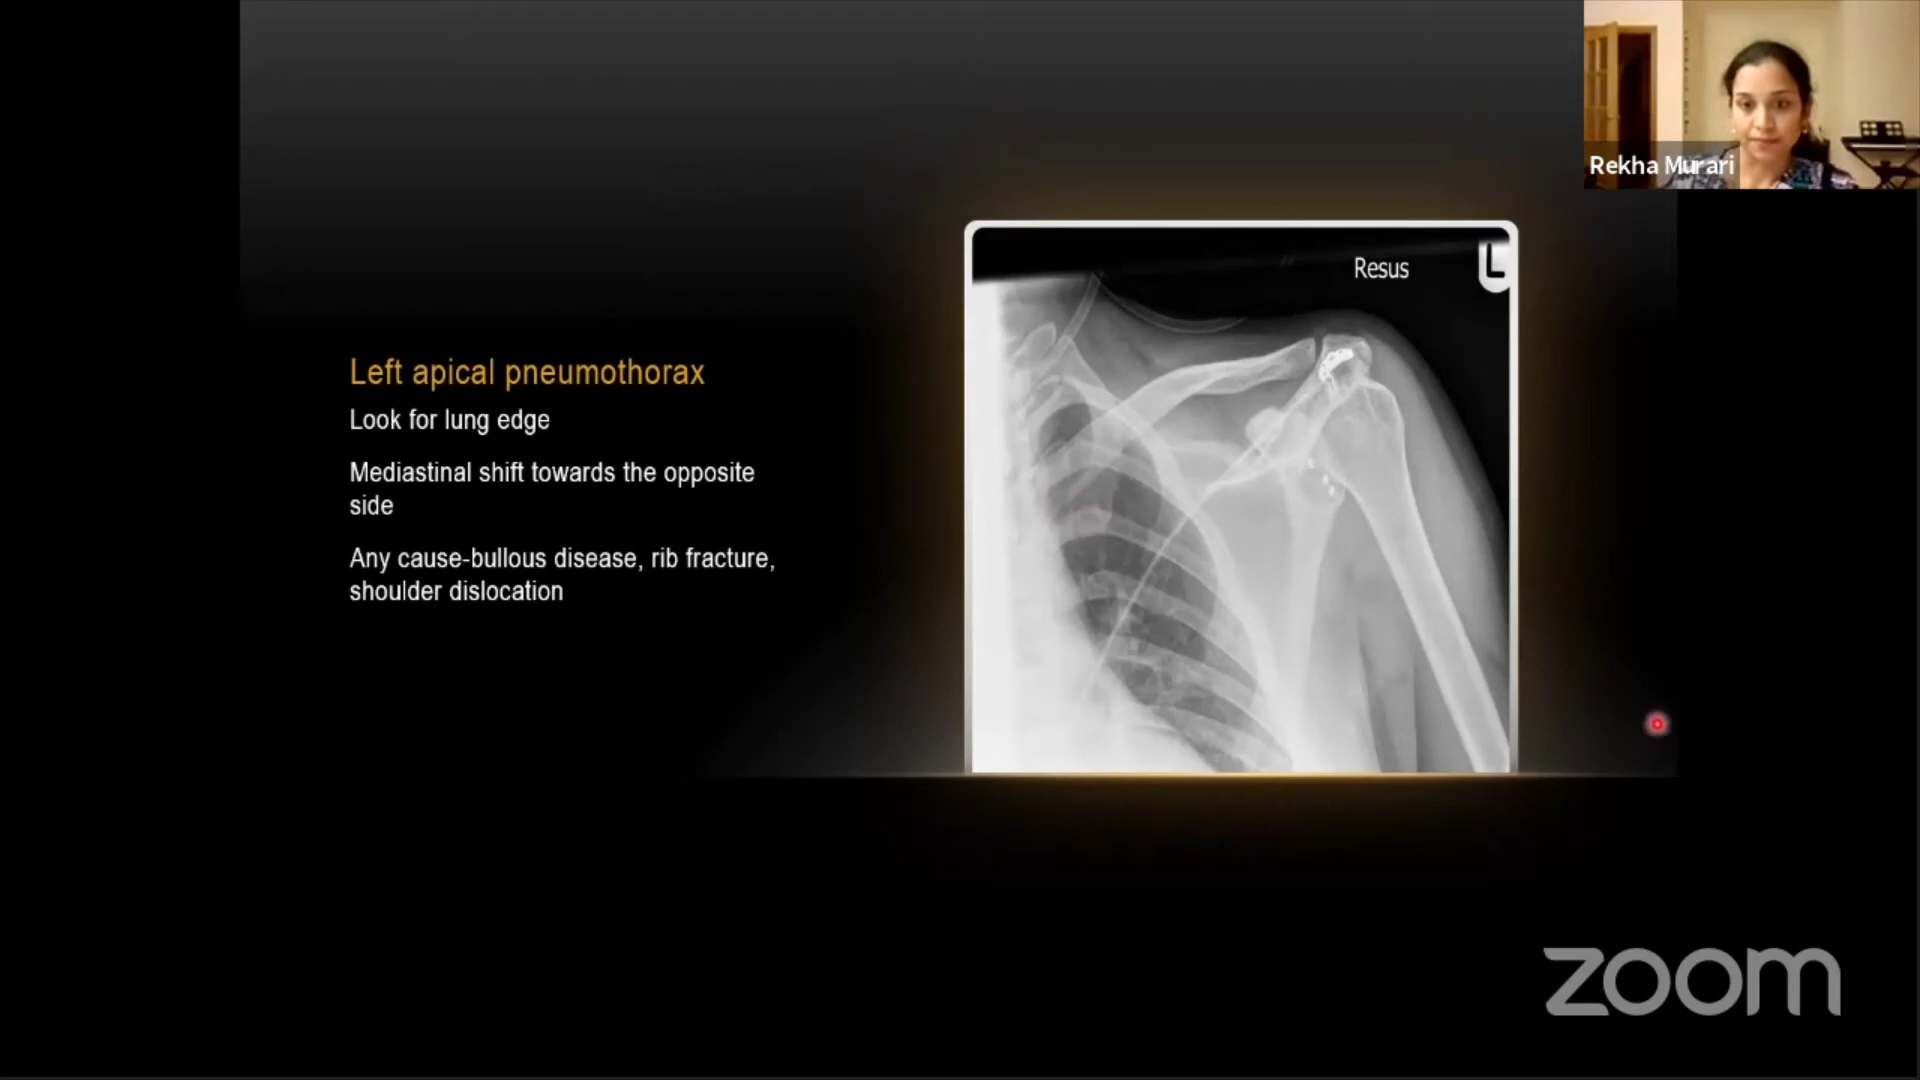 Rekha Murari
Resus
L
Left apical pneumothorax
Look for lung edge
Mediastinal shift towards the opposite
side
Any cause-bullous disease, rib fracture,
shoulder dislocation
zoom